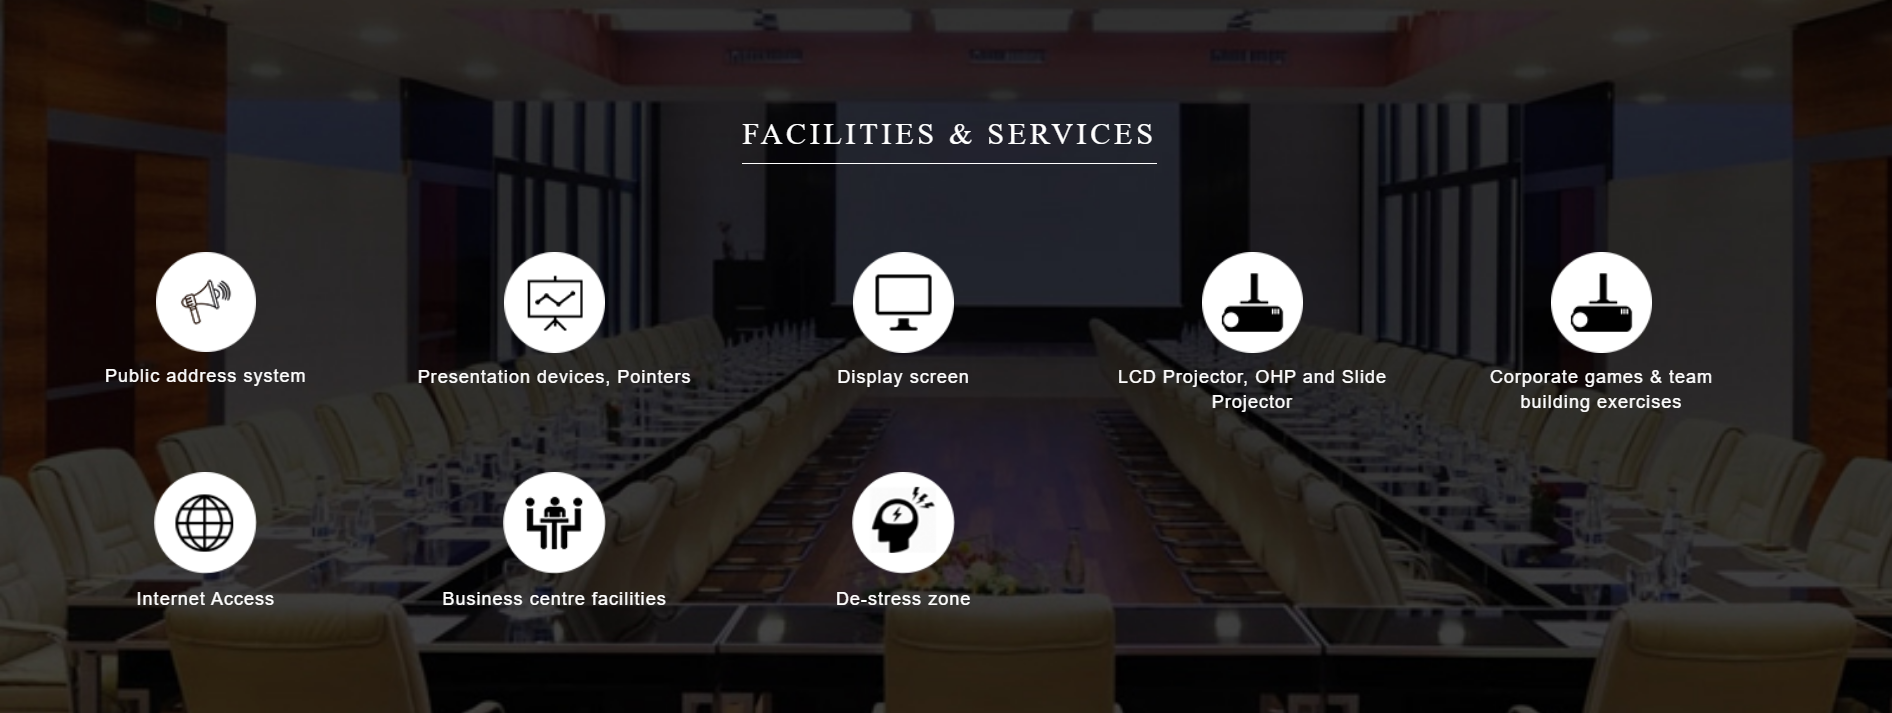 FACILITIES & SERVICES
Public address system
Presentation devices, Pointers
Display screen
LCD Projector, OHP and Slide
Projector
Corporate games & team
building exercises
Internet Access
Business centre facilities
De-stress zone